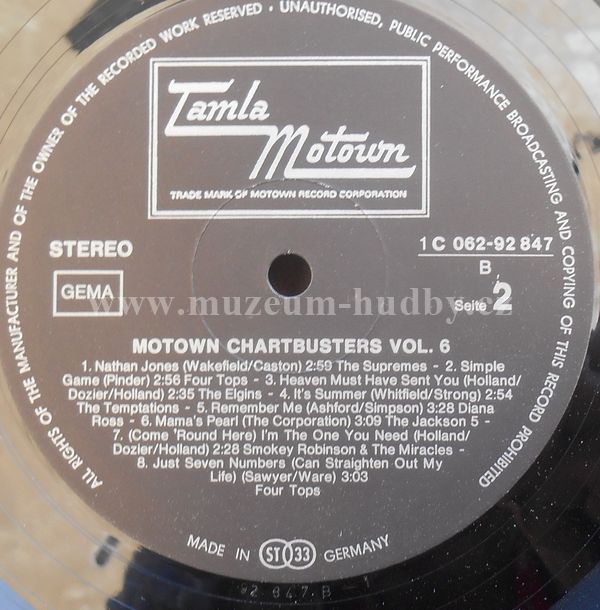 ALL RIGHTS OF THE MANUFACTURER AND OF THE OWNER OF THE RECORDED WORK RESERVED · UNAUTHORISED, PUBLIC PERFORMANCE BROADCASTING AND COPYING OF THIS RECORD PROHIBITED
Tamla
Motown
TRADE MARK OF MOTOWN RECORD CORPORATION
STEREO
1 C 062-92 847
B
GEMA
Seite 2
www.muzeum-hudby.cz
MOTOWN CHARTBUSTERS VOL. 6
1. Nathan Jones (Wakefield/Caston) 2:59 The Supremes - 2. Simple
Game (Pinder) 2:56 Four Tops - 3. Heaven Must Have Sent You (Holland/
Dozier/Holland) 2:35 The Elgins - 4. It's Summer (Whitfield/Strong) 2:54
The Temptations - 5. Remember Me (Ashford/Simpson) 3:28 Diana
Ross - 6. Mama's Pearl (The Corporation) 3:09 The Jackson 5 -
7. (Come 'Round Here) I'm The One You Need (Holland/
Dozier/Holland) 2:28 Smokey Robinson & The Miracles -
8. Just Seven Numbers (Can Straighten Out My
Life) (Sawyer/Ware) 3:03
Four Tops
MADE IN ST 33 GERMANY
92 847 B - 1